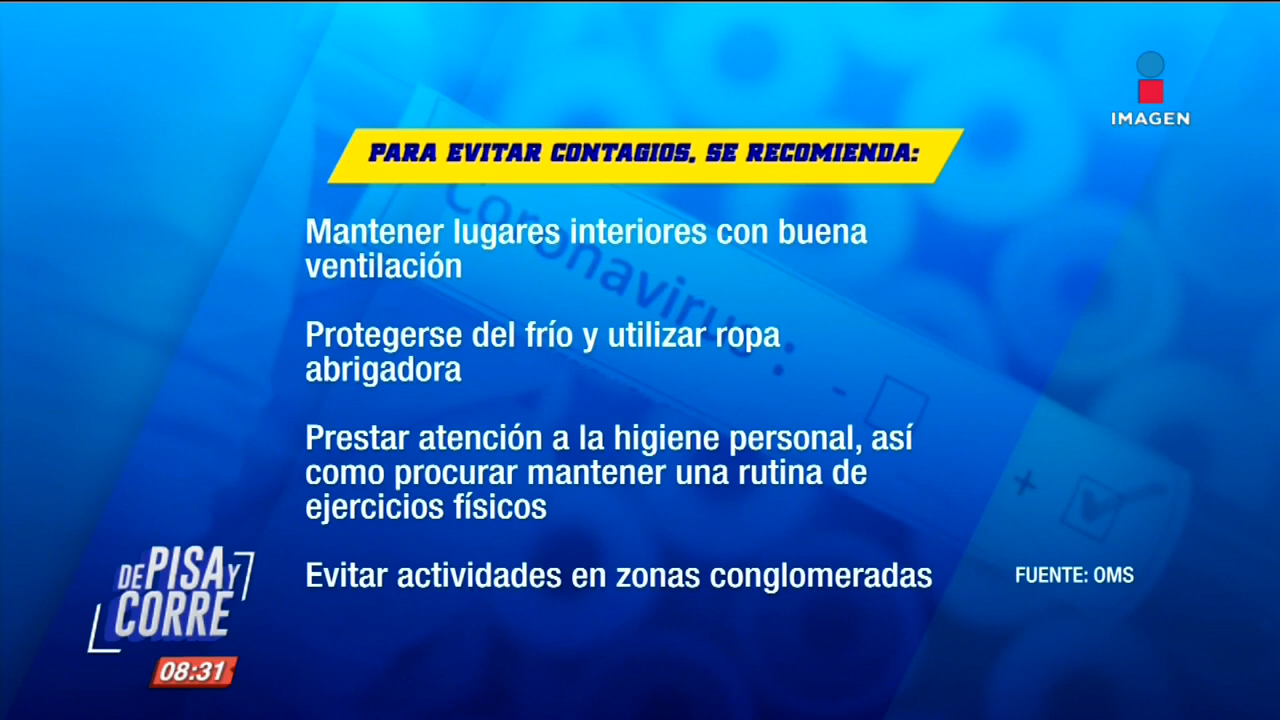 IMAGEN
PARA EVITAR CONTAGIOS, SE RECOMIENDA:
Mantener lugares interiores con buena
ventilación
Protegerse del frío y utilizar ropa
abrigadora
Prestar atención a la higiene personal, así
como procurar mantener una rutina de
ejercicios físicos
Evitar actividades en zonas conglomeradas
FUENTE: OMS
Coronavirus :
-
+
DE PISA Y
CORRE
08:31